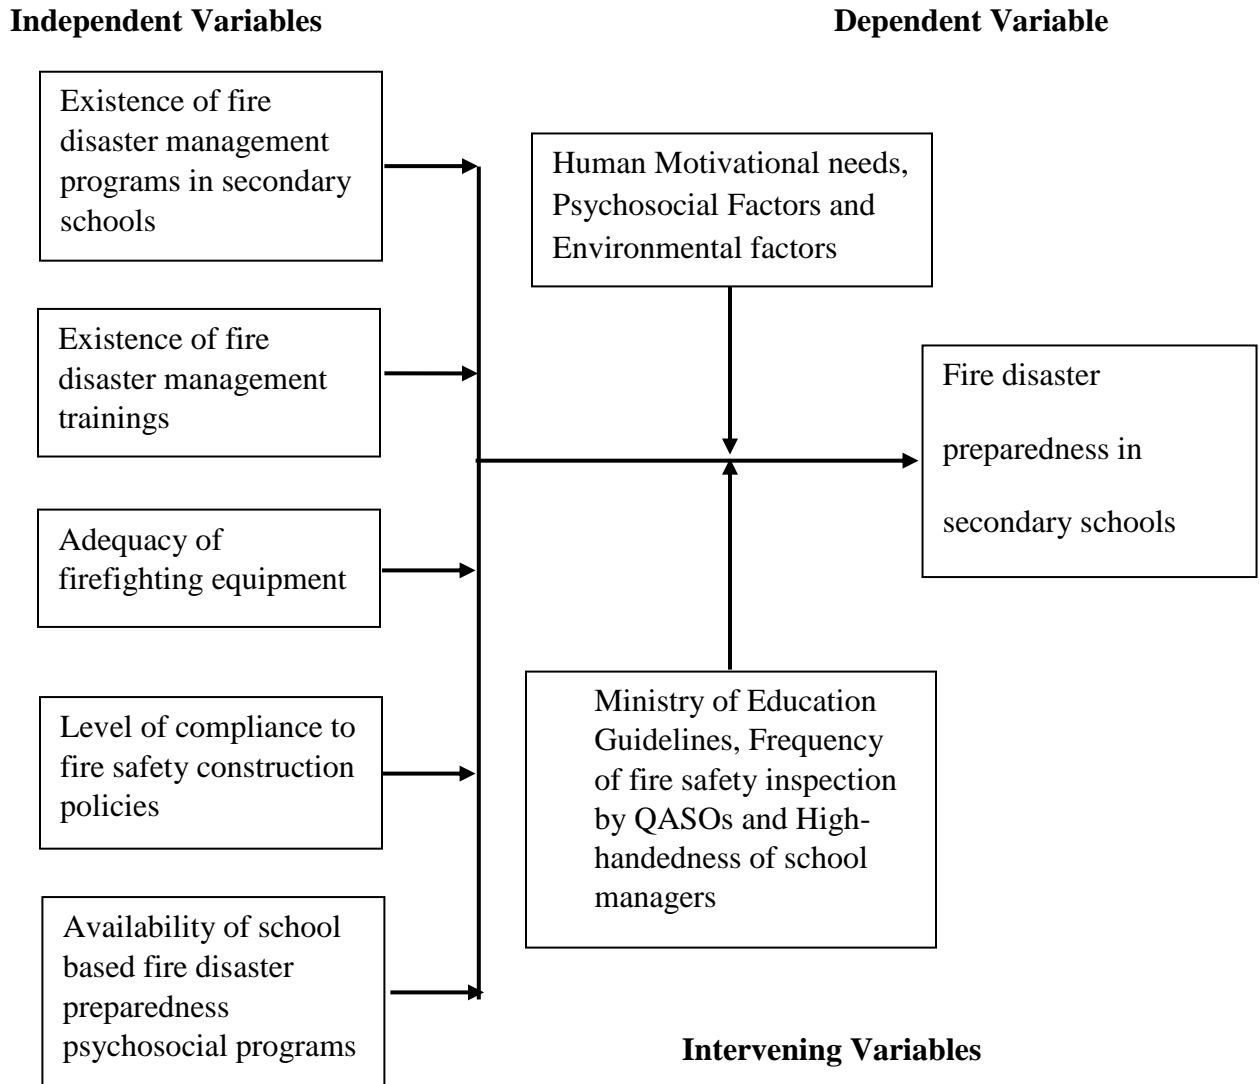 Independent Variables
Dependent Variable
Existence of fire
disaster management
programs in secondary
schools
Existence of fire
disaster management
trainings
Adequacy of
firefighting equipment
Level of compliance to
fire safety construction
policies
Availability of school
based fire disaster
preparedness
psychosocial programs
Human Motivational needs,
Psychosocial Factors and
Environmental factors
Ministry of Education
Guidelines, Frequency
of fire safety inspection
by QASOs and High-
handedness of school
managers
Fire disaster
preparedness in
secondary schools
Intervening Variables